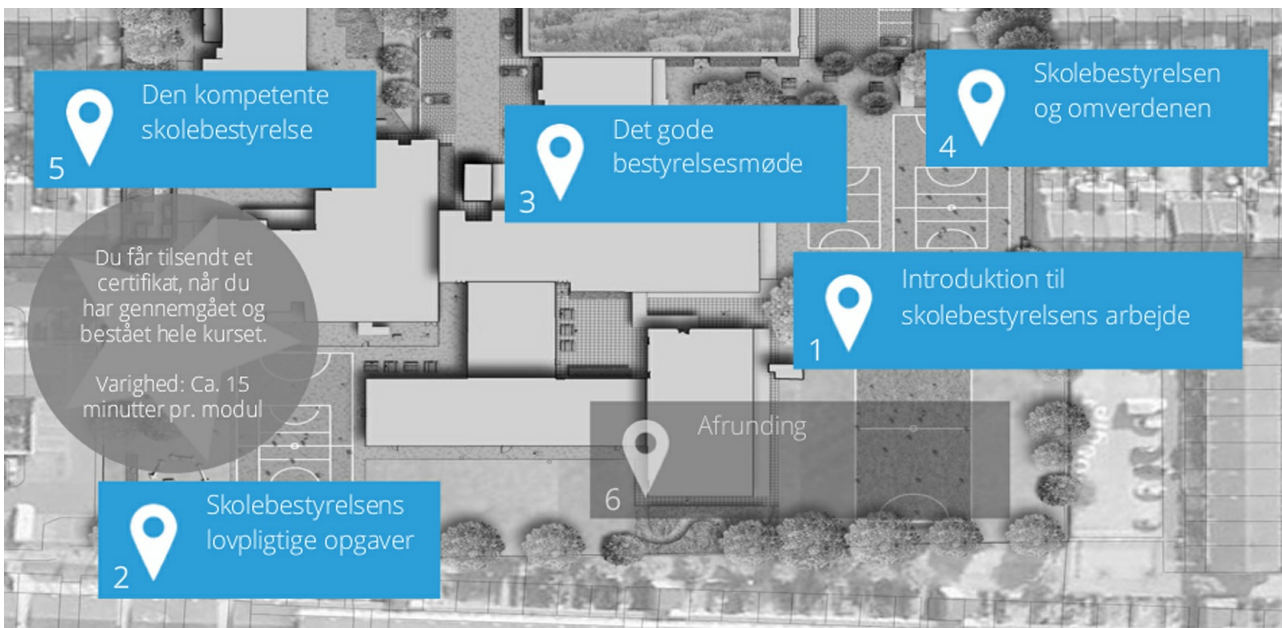 Den kompetente
skolebestyrelse
5
Det gode
bestyrelsesmøde
3
Skolebestyrelsen
og omverdenen
4
Du får tilsendt et
certifikat, når du
har gennemgået og
bestået hele kurset.
Varighed: Ca. 15
minutter pr. modul
Introduktion til
skolebestyrelsens arbejde
1
Afrunding
6
Skolebestyrelsens
lovpligtige opgaver
2